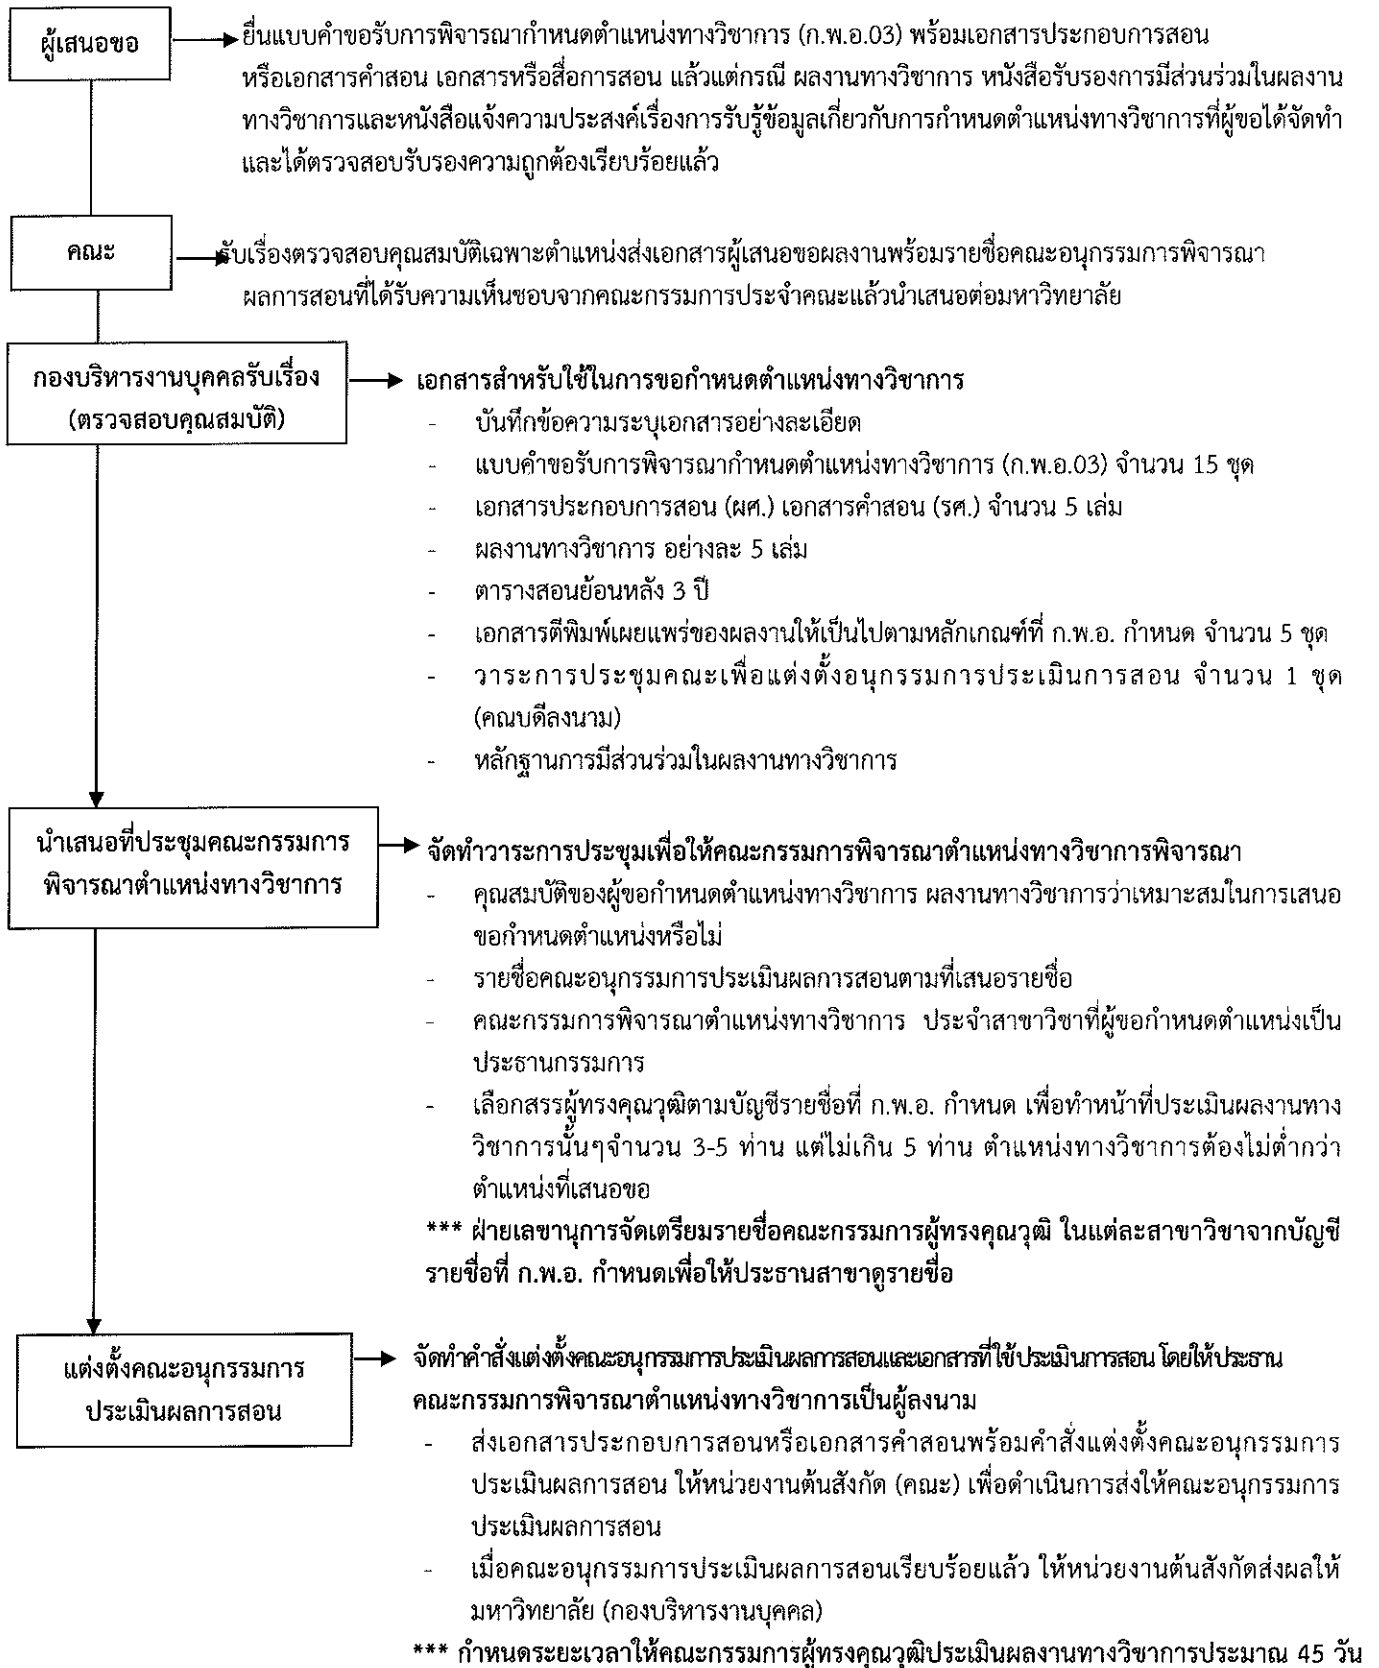 ผู้เสนอขอ
ยื่นแบบคำขอรับการพิจารณากำหนดตำแหน่งทางวิชาการ (ก.พ.อ.03) พร้อมเอกสารประกอบการสอน
หรือเอกสารคำสอน เอกสารหรือสื่อการสอน แล้วแต่กรณี ผลงานทางวิชาการ หนังสือรับรองการมีส่วนร่วมในผลงาน
ทางวิชาการและหนังสือแจ้งความประสงค์เรื่องการรับรู้ข้อมูลเกี่ยวกับการกำหนดตำแหน่งทางวิชาการที่ผู้ขอได้จัดทำ
และได้ตรวจสอบรับรองความถูกต้องเรียบร้อยแล้ว
คณะ
รับเรื่องตรวจสอบคุณสมบัติเฉพาะตำแหน่งส่งเอกสารผู้เสนอขอผลงานพร้อมรายชื่อคณะอนุกรรมการพิจารณา
ผลการสอนที่ได้รับความเห็นชอบจากคณะกรรมการประจำคณะแล้วนำเสนอต่อมหาวิทยาลัย
กองบริหารงานบุคคลรับเรื่อง
(ตรวจสอบคุณสมบัติ)
เอกสารสำหรับใช้ในการขอกำหนดตำแหน่งทางวิชาการ
- บันทึกข้อความระบุเอกสารอย่างละเอียด
- แบบคำขอรับการพิจารณากำหนดตำแหน่งทางวิชาการ (ก.พ.อ.03) จำนวน 15 ชุด
- เอกสารประกอบการสอน (ผศ.) เอกสารคำสอน (รศ.) จำนวน 5 เล่ม
- ผลงานทางวิชาการ อย่างละ 5 เล่ม
- ตารางสอนย้อนหลัง 3 ปี
- เอกสารตีพิมพ์เผยแพร่ของผลงานให้เป็นไปตามหลักเกณฑ์ที่ ก.พ.อ. กำหนด จำนวน 5 ชุด
- วาระการประชุมคณะเพื่อแต่งตั้งอนุกรรมการประเมินการสอน จำนวน 1 ชุด
(คณบดีลงนาม)
- หลักฐานการมีส่วนร่วมในผลงานทางวิชาการ
นำเสนอที่ประชุมคณะกรรมการ
พิจารณาตำแหน่งทางวิชาการ
จัดทำวาระการประชุมเพื่อให้คณะกรรมการพิจารณาตำแหน่งทางวิชาการพิจารณา
- คุณสมบัติของผู้ขอกำหนดตำแหน่งทางวิชาการ ผลงานทางวิชาการว่าเหมาะสมในการเสนอ
ขอกำหนดตำแหน่งหรือไม่
- รายชื่อคณะอนุกรรมการประเมินผลการสอนตามที่เสนอรายชื่อ
- คณะกรรมการพิจารณาตำแหน่งทางวิชาการ ประจำสาขาวิชาที่ผู้ขอกำหนดตำแหน่งเป็น
ประธานกรรมการ
- เลือกสรรผู้ทรงคุณวุฒิตามบัญชีรายชื่อที่ ก.พ.อ. กำหนด เพื่อทำหน้าที่ประเมินผลงานทาง
วิชาการนั้นๆจำนวน 3-5 ท่าน แต่ไม่เกิน 5 ท่าน ตำแหน่งทางวิชาการต้องไม่ต่ำกว่า
ตำแหน่งที่เสนอขอ
*** ฝ่ายเลขานุการจัดเตรียมรายชื่อคณะกรรมการผู้ทรงคุณวุฒิ ในแต่ละสาขาวิชาจากบัญชี
รายชื่อที่ ก.พ.อ. กำหนดเพื่อให้ประธานสาขาดูรายชื่อ
แต่งตั้งคณะอนุกรรมการ
ประเมินผลการสอน
จัดทำคำสั่งแต่งตั้งคณะอนุกรรมการประเมินผลการสอนและเอกสารที่ใช้ประเมินการสอน โดยให้ประธาน
คณะกรรมการพิจารณาตำแหน่งทางวิชาการเป็นผู้ลงนาม
- ส่งเอกสารประกอบการสอนหรือเอกสารคำสอนพร้อมคำสั่งแต่งตั้งคณะอนุกรรมการ
ประเมินผลการสอน ให้หน่วยงานต้นสังกัด (คณะ) เพื่อดำเนินการส่งให้คณะอนุกรรมการ
ประเมินผลการสอน
- เมื่อคณะอนุกรรมการประเมินผลการสอนเรียบร้อยแล้ว ให้หน่วยงานต้นสังกัดส่งผลให้
มหาวิทยาลัย (กองบริหารงานบุคคล)
*** กำหนดระยะเวลาให้คณะกรรมการผู้ทรงคุณวุฒิประเมินผลงานทางวิชาการประมาณ 45 วัน